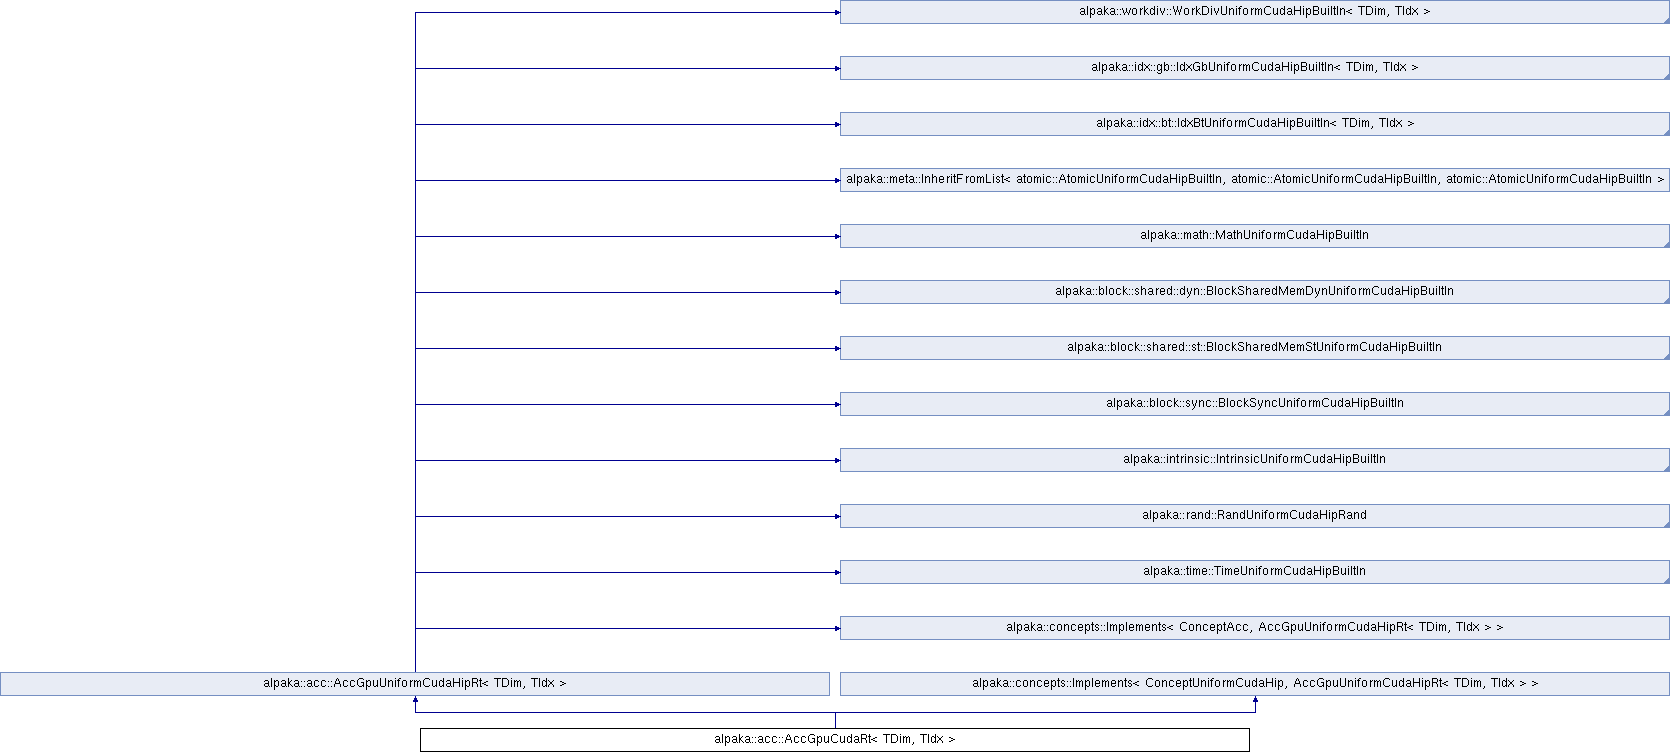 alpaka::workdiv::WorkDivUniformCudaHipBuiltIn< TDim, TIdx >
alpaka::idx::gb::IdxGbUniformCudaHipBuiltIn< TDim, TIdx >
alpaka::idx::bt::IdxBtUniformCudaHipBuiltIn< TDim, TIdx >
alpaka::meta::InheritFromList< atomic::AtomicUniformCudaHipBuiltIn, atomic::AtomicUniformCudaHipBuiltIn, atomic::AtomicUniformCudaHipBuiltIn >
alpaka::math::MathUniformCudaHipBuiltIn
alpaka::block::shared::dyn::BlockSharedMemDynUniformCudaHipBuiltIn
alpaka::block::shared::st::BlockSharedMemStUniformCudaHipBuiltIn
alpaka::block::sync::BlockSyncUniformCudaHipBuiltIn
alpaka::intrinsic::IntrinsicUniformCudaHipBuiltIn
alpaka::rand::RandUniformCudaHipRand
alpaka::time::TimeUniformCudaHipBuiltIn
alpaka::concepts::Implements< ConceptAcc, AccGpuUniformCudaHipRt< TDim, TIdx > >
alpaka::acc::AccGpuUniformCudaHipRt< TDim, TIdx >
alpaka::concepts::Implements< ConceptUniformCudaHip, AccGpuUniformCudaHipRt< TDim, TIdx > >
alpaka::acc::AccGpuCudaRt< TDim, TIdx >